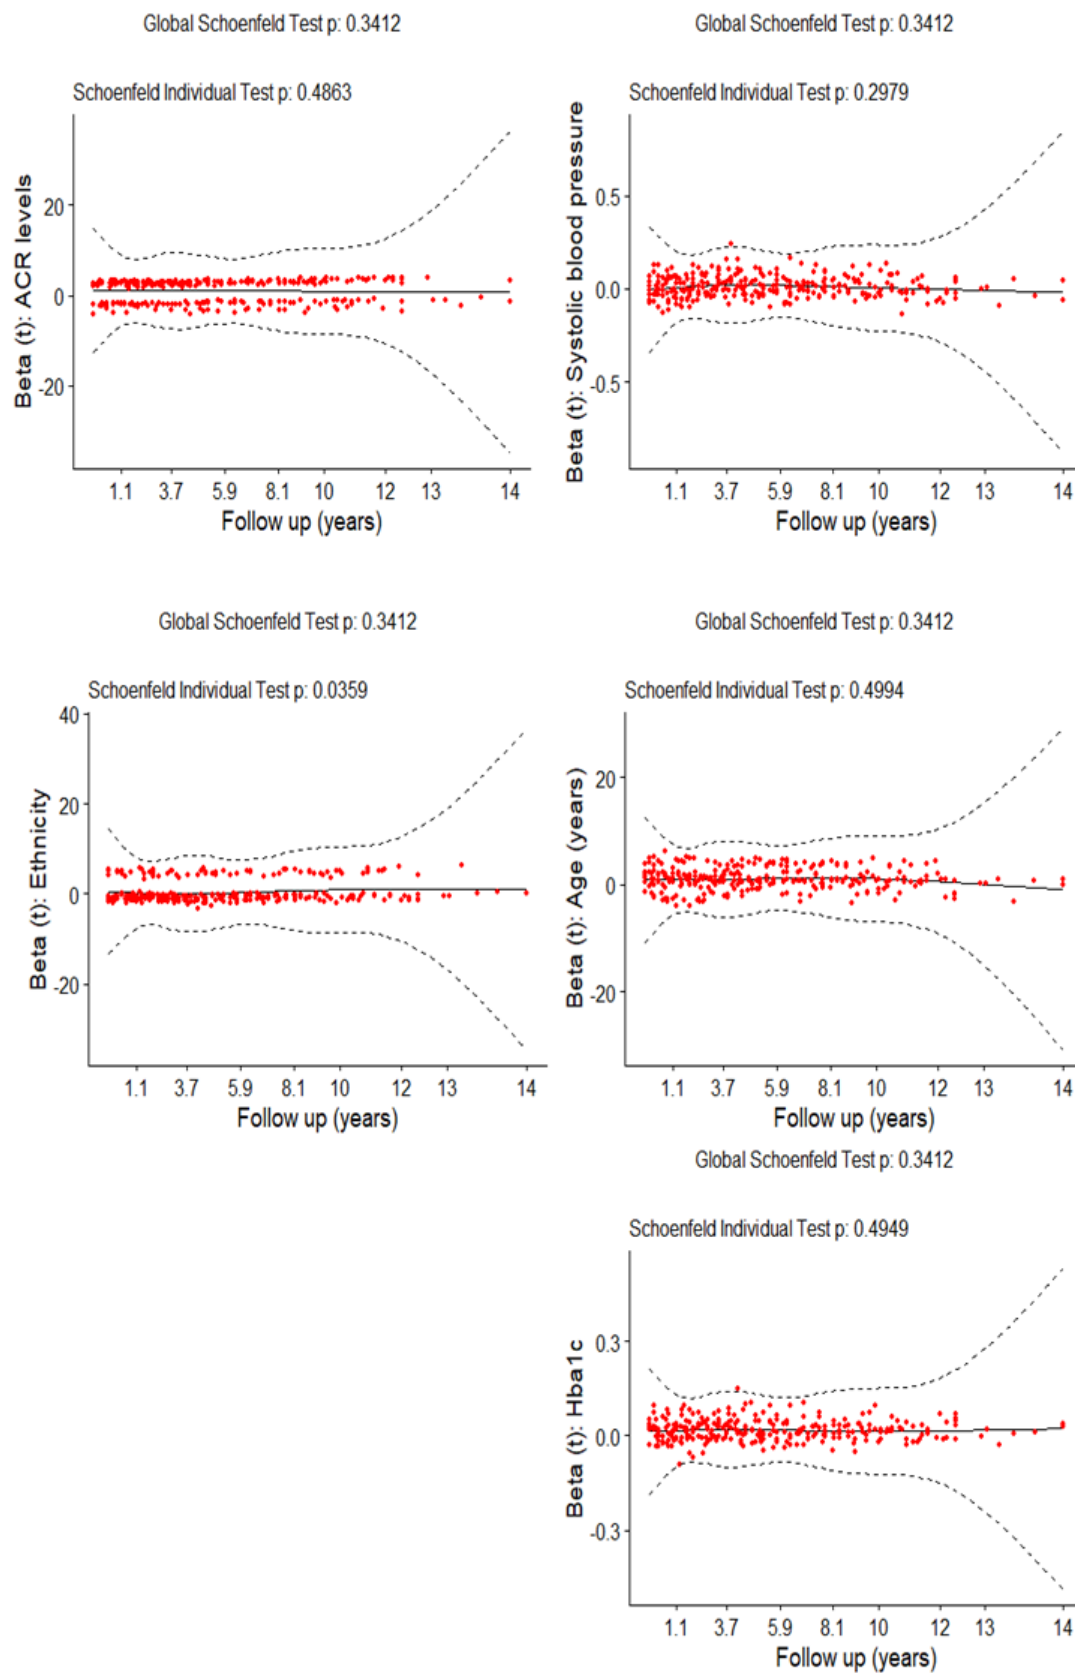 Global Schoenfeld Test p: 0.3412
Schoenfeld Individual Test p: 0.4863
Beta (t): ACR levels
20
0
-20
1.1 3.7 5.9 8.1 10 12 13 14
Follow up (years)
Global Schoenfeld Test p: 0.3412
Schoenfeld Individual Test p: 0.2979
Beta (t): Systolic blood pressure
0.5
0.0
-0.5
1.1 3.7 5.9 8.1 10 12 13 14
Follow up (years)
Global Schoenfeld Test p: 0.3412
Schoenfeld Individual Test p: 0.0359
Beta (t): Ethnicity
40
20
0
-20
1.1 3.7 5.9 8.1 10 12 13 14
Follow up (years)
Global Schoenfeld Test p: 0.3412
Schoenfeld Individual Test p: 0.4994
Beta (t): Age (years)
20
0
-20
1.1 3.7 5.9 8.1 10 12 13 14
Follow up (years)
Global Schoenfeld Test p: 0.3412
Schoenfeld Individual Test p: 0.4949
Beta (t): Hba1c
0.3
0.0
-0.3
1.1 3.7 5.9 8.1 10 12 13 14
Follow up (years)